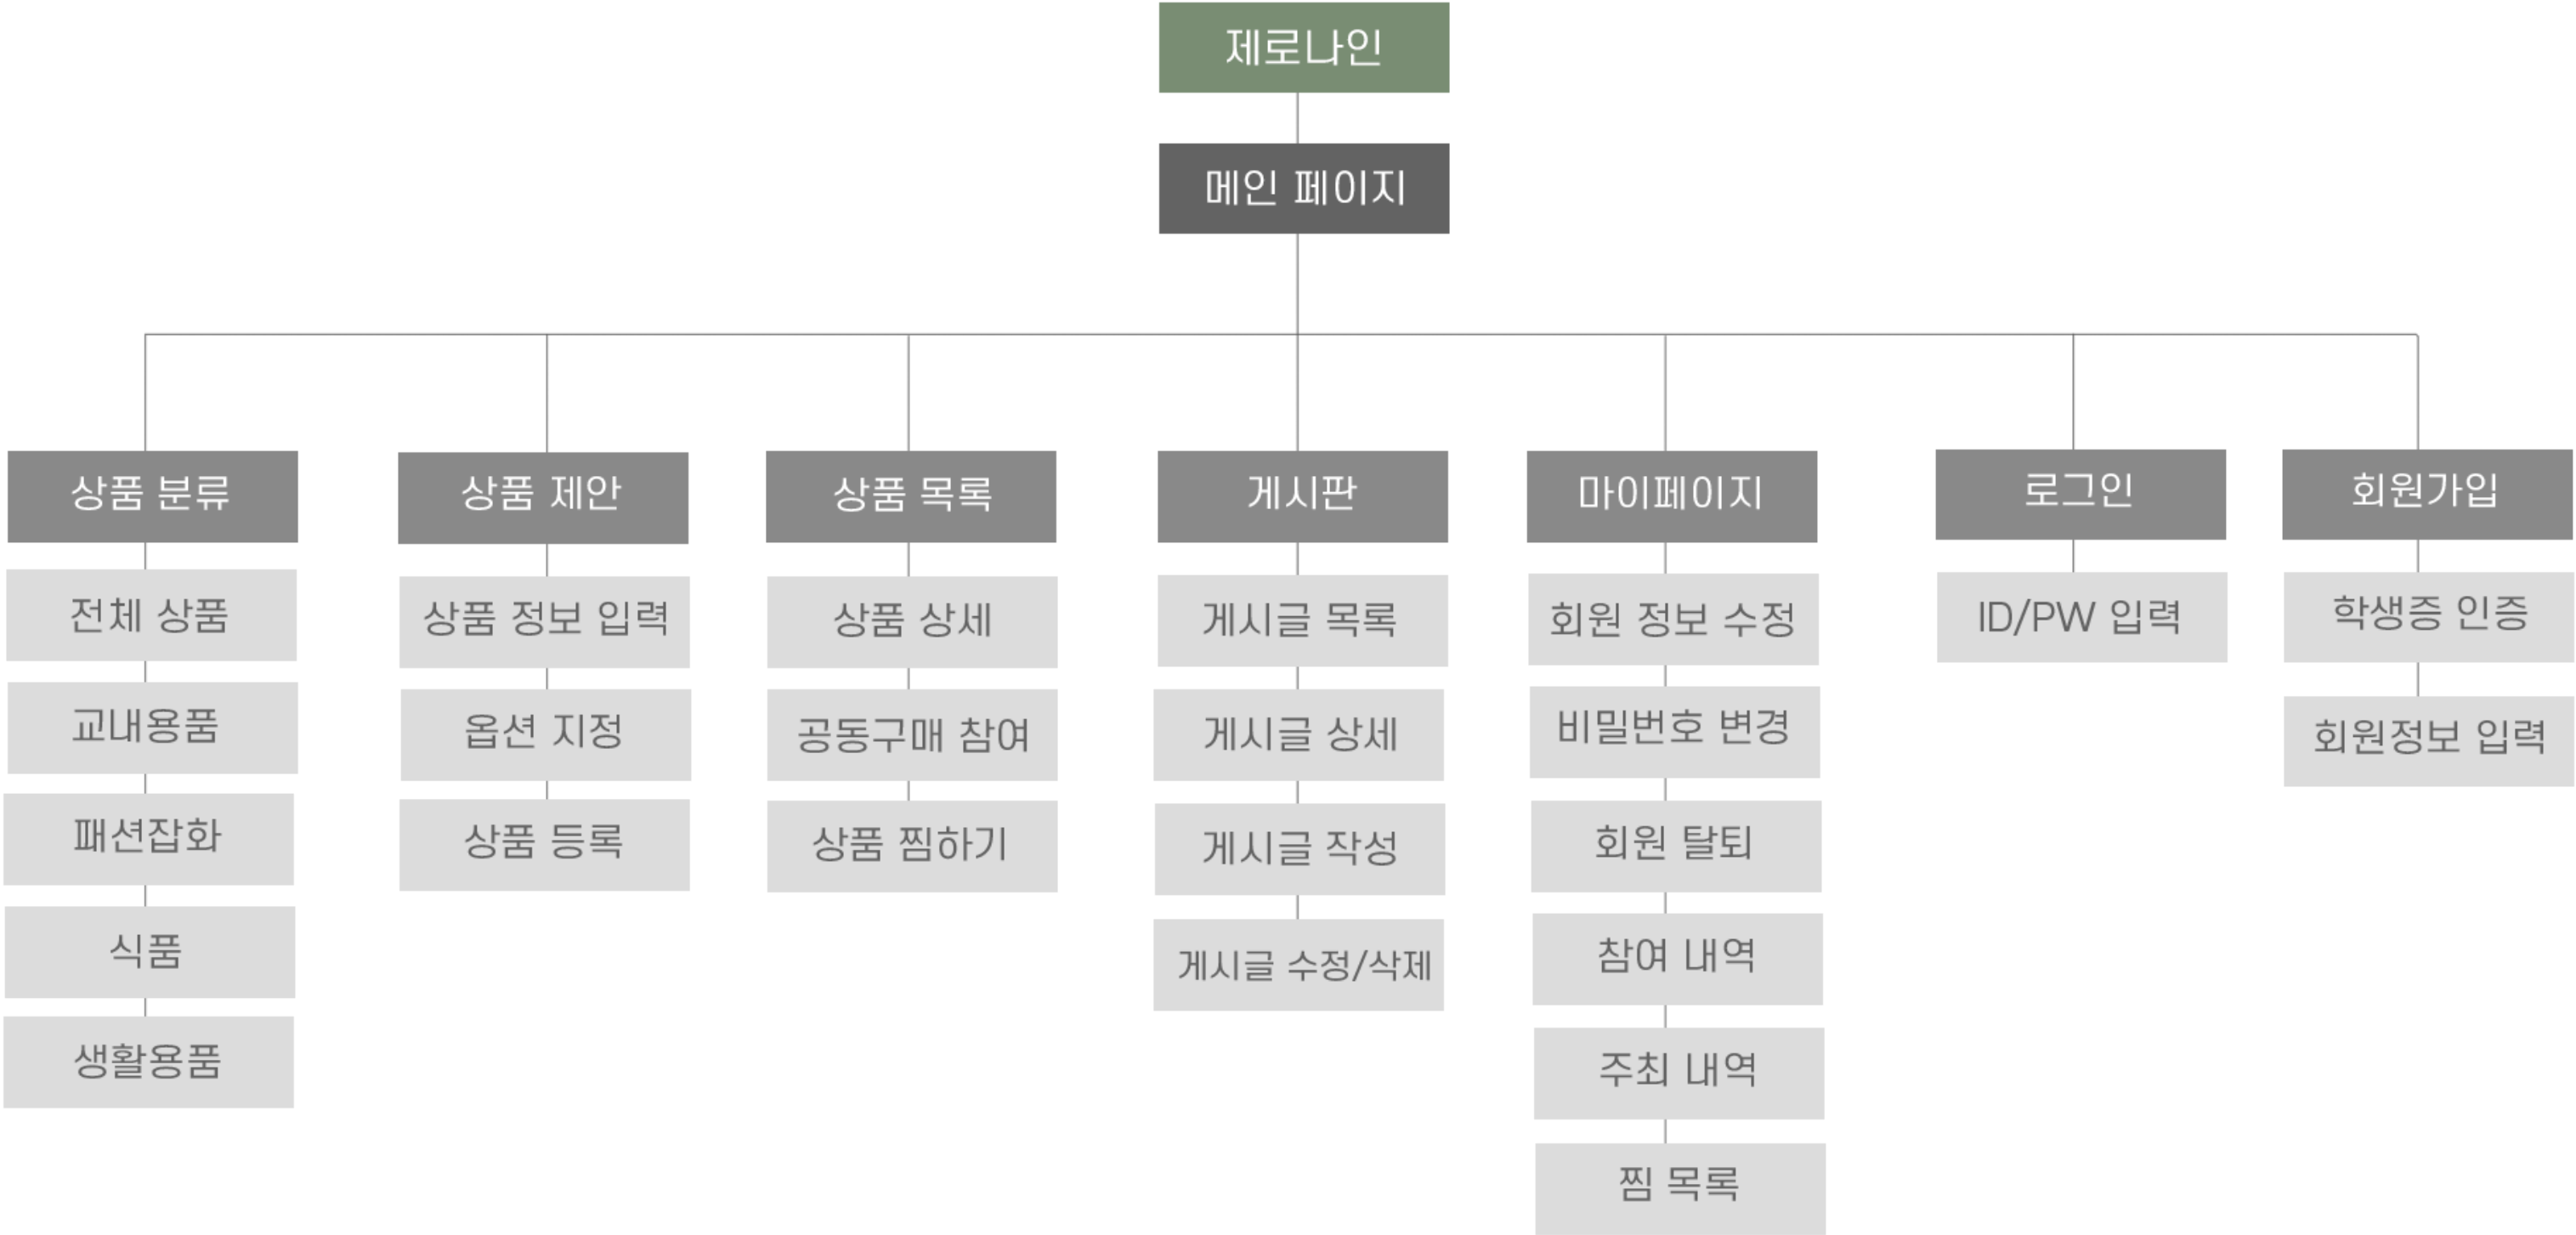 제로나인
메인 페이지
상품 분류
전체 상품
교내용품
패션잡화
식품
생활용품
상품 제안
상품 정보 입력
옵션 지정
상품 등록
상품 목록
상품 상세
공동구매 참여
상품 찜하기
게시판
게시글 목록
게시글 상세
게시글 작성
게시글 수정/삭제
마이페이지
회원 정보 수정
비밀번호 변경
회원 탈퇴
참여 내역
주최 내역
찜 목록
로그인
ID/PW 입력
회원가입
학생증 인증
회원정보 입력